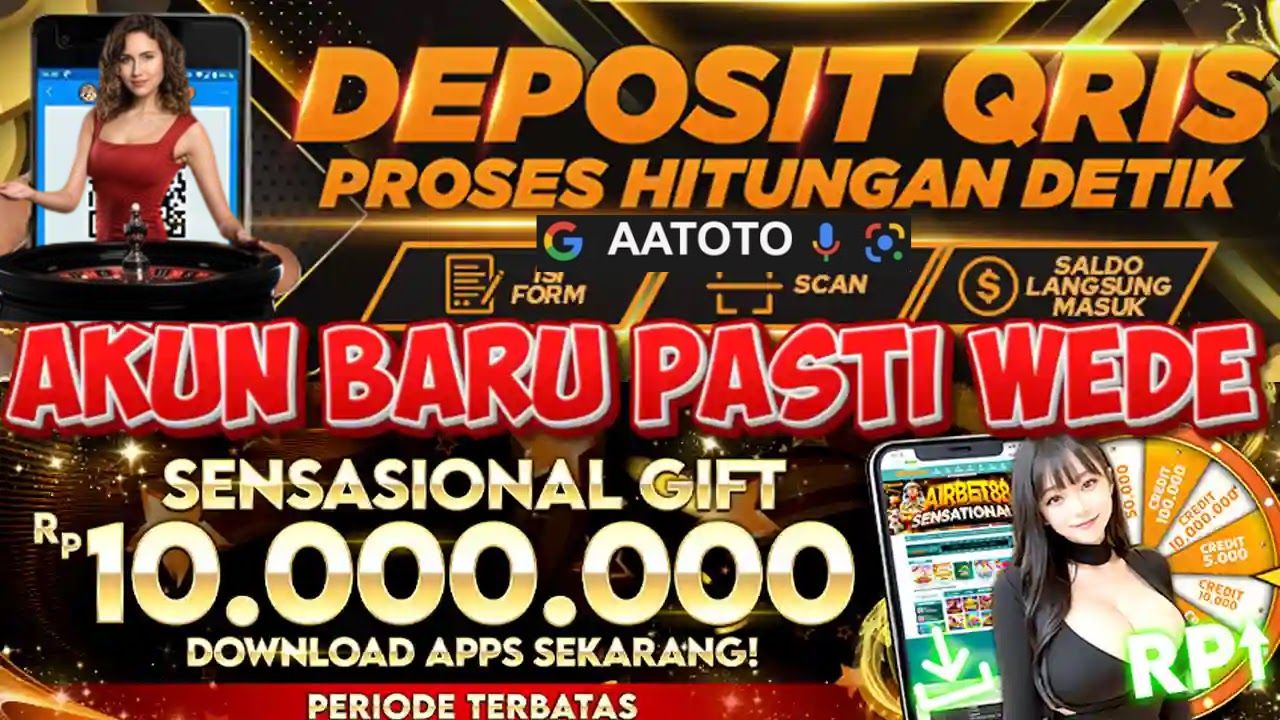 DEPOSIT QRIS
PROSES HITUNGAN DETIK
AATOTO
ISI
FORM
SCAN
SALDO
LANGSUNG
MASUK
AKUN BARU PASTI WEDE
SENSASIONAL GIFT
Rp10.000.000
DOWNLOAD APPS SEKARANG!
PERIODE TERBATAS
AIRBET88
SENSATIONAL
50.000
CREDIT
100.000
CREDIT
10.000.000
CREDIT
5.000
CREDIT
10.000
RP↑